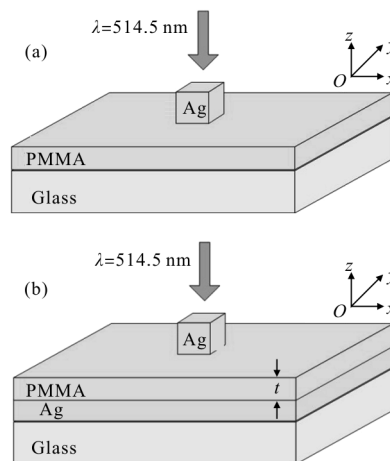 λ=514.5 nm
(a)
z
y
O
x
Ag
PMMA
Glass
λ=514.5 nm
(b)
z
y
O
x
Ag
PMMA
t
Ag
Glass